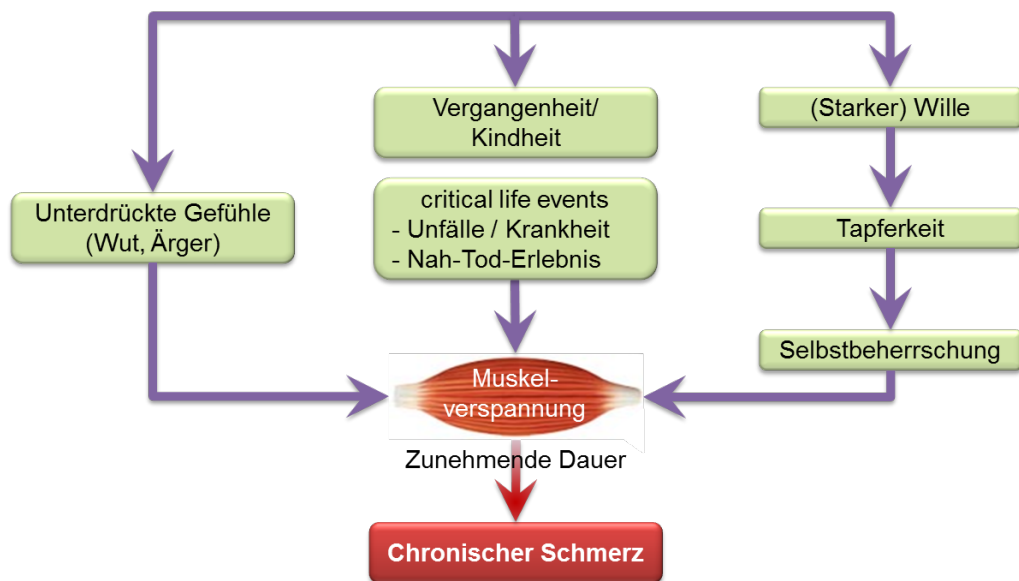 Vergangenheit/
Kindheit
(Starker) Wille
Unterdrückte Gefühle
(Wut, Ärger)
critical life events
- Unfälle / Krankheit
- Nah-Tod-Erlebnis
Tapferkeit
Selbstbeherrschung
Muskel-
verspannung
Zunehmende Dauer
Chronischer Schmerz